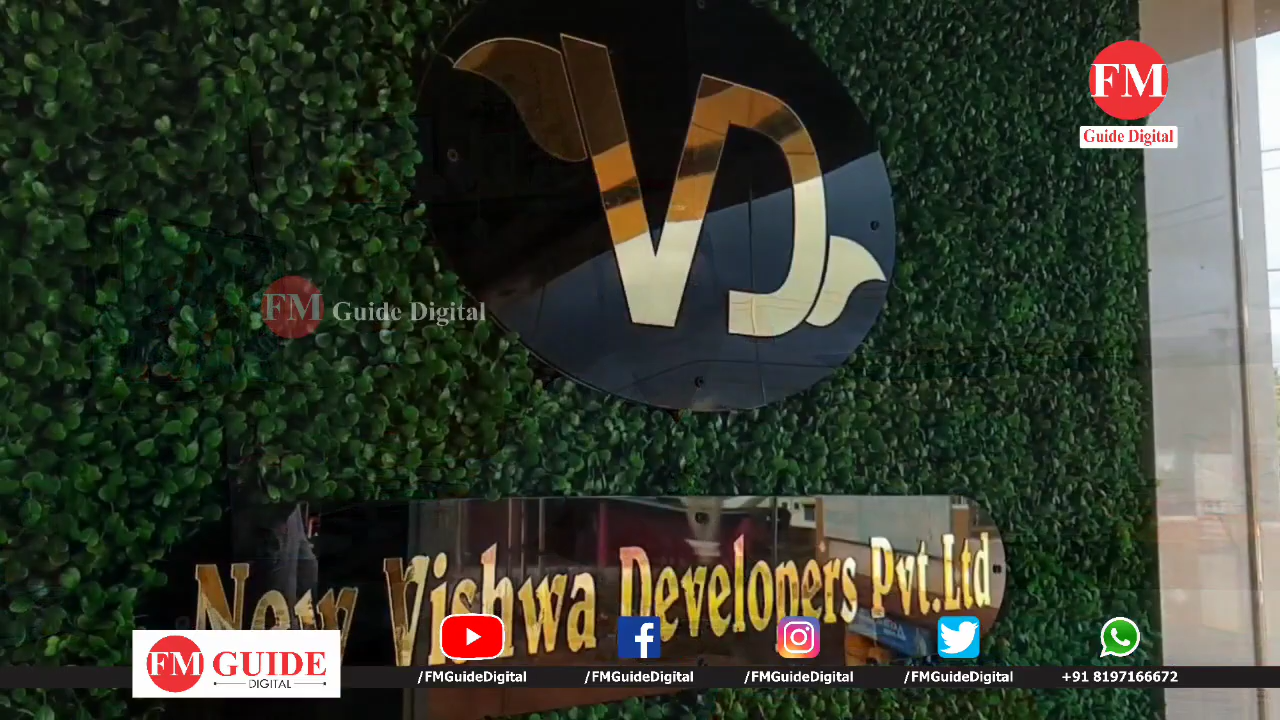 VD
FM
Guide Digital
FM Guide Digital
New Vishwa Developers Pvt.Ltd
FM GUIDE
DIGITAL
/FMGuideDigital
/FMGuideDigital
/FMGuideDigital
/FMGuideDigital
+91 8197166672